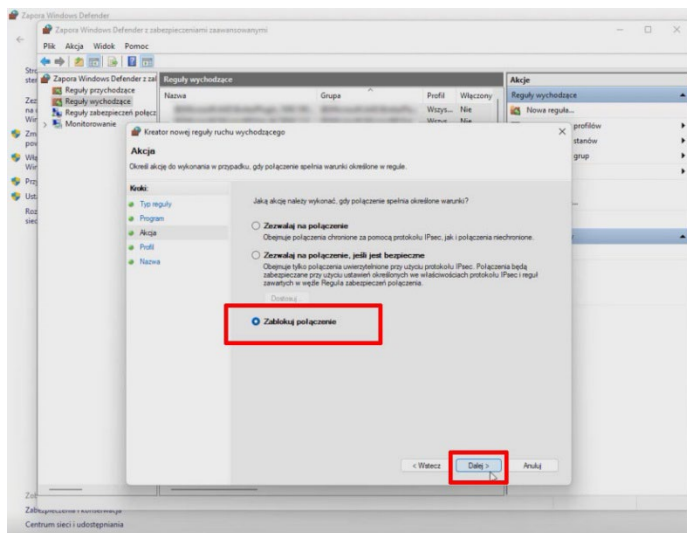 Zapora Windows Defender
Zapora Windows Defender z zabezpieczeniami zaawansowanymi
Plik Akcja Widok Pomoc
Zapora Windows Defender z zal
Reguły przychodzące
Reguły wychodzące
Reguły zabezpieczeń połącz
Monitorowanie
Reguły wychodzące
Nazwa Grupa Profil Włączony
Wszys... Nie
Wszys... Nie
Akcje
Reguły wychodzące
Nowa reguła...
profilów
stanów
grup
Kreator nowej reguły ruchu wychodzącego
Akcja
Określ akcję do wykonania w przypadku, gdy połączenie spełnia warunki określone w regule.
Kroki:
Typ reguły
Program
Akcja
Profil
Nazwa
Jaką akcję należy wykonać, gdy połączenie spełnia określone warunki?
Zezwalaj na połączenie
Obejmuje połączenia chronione za pomocą protokołu IPsec, jak i połączenia niechronione.
Zezwalaj na połączenie, jeśli jest bezpieczne
Obejmuje tylko połączenia uwierzytelnione przy użyciu protokołu IPsec. Połączenia będą
zabezpieczane przy użyciu ustawień określonych we właściwościach protokołu IPsec i reguł
zawartych w węźle Reguła zabezpieczeń połączenia.
Dostosuj...
Zablokuj połączenie
< Wstecz Dalej > Anuluj
Centrum sieci i udostępniania